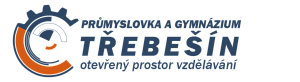 PRŮMYSLOVKA A GYMNÁZIUM
TŘEBEŠÍN
otevřený prostor vzdělávání